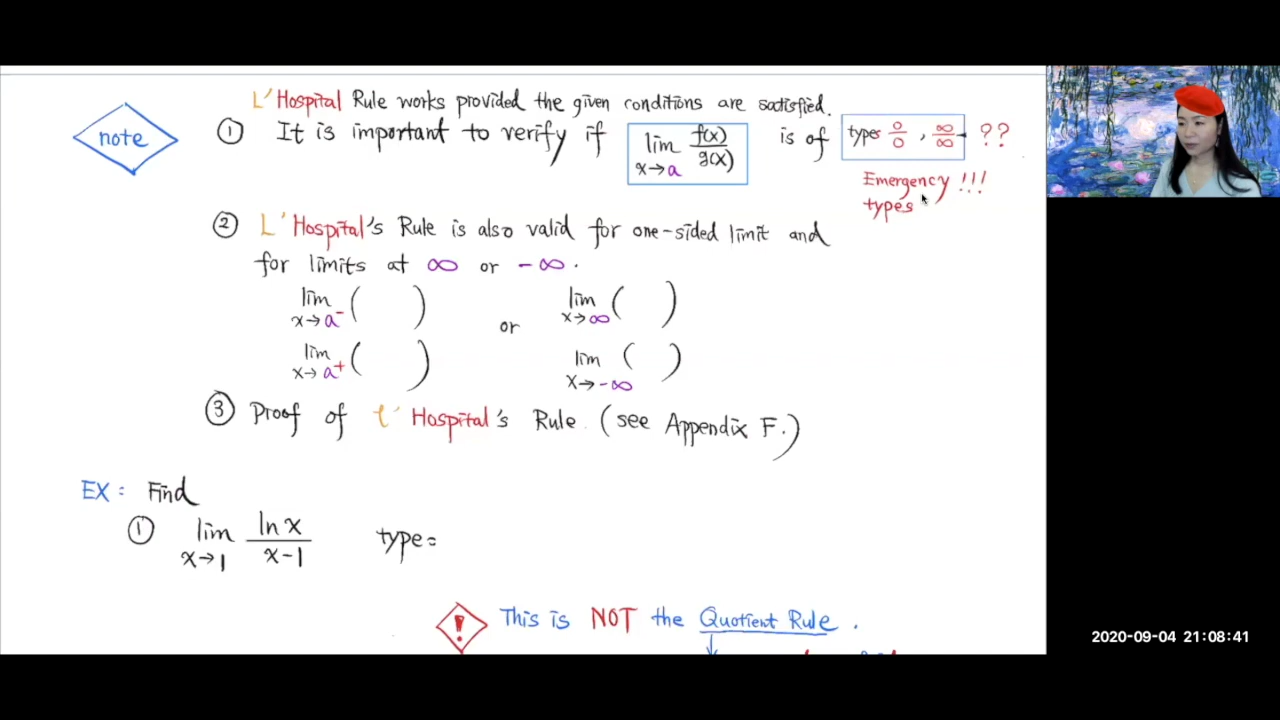 L'Hospital Rule works provided the given conditions are satisfied.
note
① It is important to verify if lim x→a f(x)/g(x) is of types 0/0 , ∞/∞ ??
Emergency !!!
types
② L'Hospital's Rule is also valid for one-sided limit and
for limits at ∞ or -∞.
lim x→a⁻ ( ) or lim x→∞ ( )
lim x→a⁺ ( ) lim x→-∞ ( )
③ Proof of l'Hospital's Rule. (see Appendix F.)
EX: Find
① lim x→1 ln x / x-1 type:
! This is NOT the Quotient Rule.
2020-09-04 21:08:41